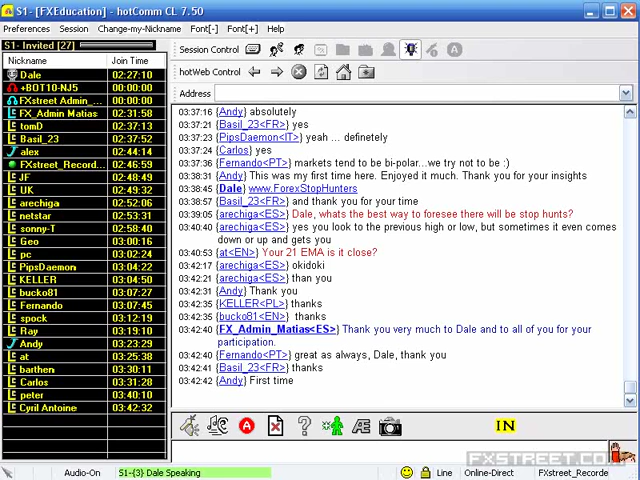 S1- [FXEducation] - hotComm CL 7.50
Preferences Session Change-my-Nickname Font[-] Font[+] Help
S1- Invited [27]
Nickname Join Time
Dale 02:27:10
+BOT10-NJ5 00:00:00
FXstreet Admin_... 00:00:00
FX_Admin Matias 02:31:58
tomD 02:37:13
Basil_23 02:37:52
alex 02:44:14
FXstreet_Record... 02:46:59
JF 02:48:49
UK 02:49:32
arechiga 02:52:06
netstar 02:53:31
sonny-T 02:58:40
Geo 03:00:16
pc 03:02:24
PipsDaemon 03:04:22
KELLER 03:04:50
bucko81 03:07:27
Fernando 03:07:45
spock 03:12:19
Ray 03:19:10
Andy 03:23:29
at 03:25:38
barthen 03:30:11
Carlos 03:31:28
peter 03:40:10
Cyril Antoine 03:42:32
Session Control
hotWeb Control
Address
03:37:16 {Andy} absolutely
03:37:21 {Basil_23<FR>} yes
03:37:23 {PipsDaemon<IT>} yeah ... definetely
03:37:24 {Carlos} yes
03:37:36 {Fernando<PT>} markets tend to be bi-polar...we try not to be :)
03:38:31 {Andy} This was my first time here. Enjoyed it much. Thank you for your insights
03:38:45 {Dale} www.ForexStopHunters
03:38:57 {Basil_23<FR>} and thank you for your time
03:39:05 {arechiga<ES>} Dale, whats the best way to foresee there will be stop hunts?
03:40:40 {arechiga<ES>} yes you look to the previous high or low, but sometimes it even comes
down or up and gets you
03:40:53 {at<EN>} Your 21 EMA is it close?
03:42:17 {arechiga<ES>} okidoki
03:42:21 {arechiga<ES>} than you
03:42:31 {Andy} Thank you
03:42:35 {KELLER<PL>} thanks
03:42:35 {bucko81<EN>} thanks
03:42:40 {FX_Admin_Matias<ES>} Thank you very much to Dale and to all of you for your
participation.
03:42:40 {Fernando<PT>} great as always, Dale, thank you
03:42:41 {Basil_23<FR>} thanks
03:42:42 {Andy} First time
A ? Æ IN
FXSTREET.COM
Audio-On S1-{3} Dale Speaking Line Online-Direct FXstreet_Recorde